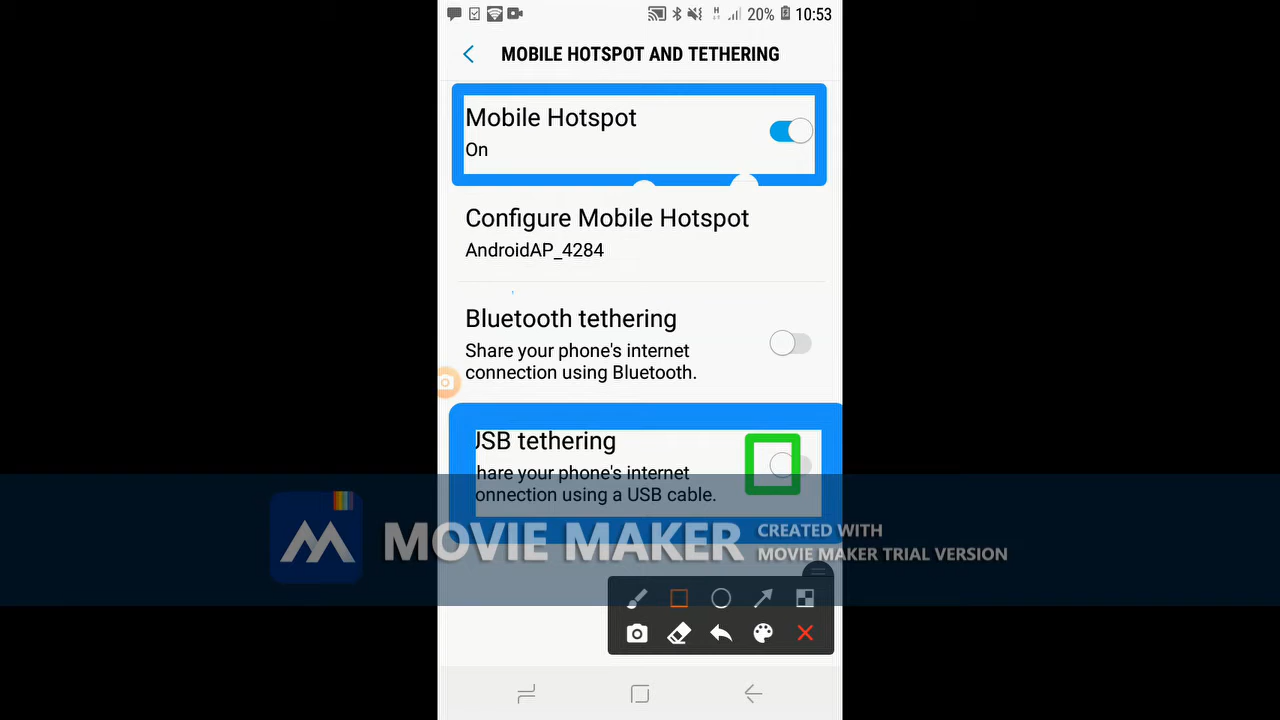 20% 10:53
MOBILE HOTSPOT AND TETHERING
Mobile Hotspot
On
Configure Mobile Hotspot
AndroidAP_4284
Bluetooth tethering
Share your phone's internet
connection using Bluetooth.
USB tethering
hare your phone's internet
onnection using a USB cable.
MOVIE MAKER
CREATED WITH
MOVIE MAKER TRIAL VERSION